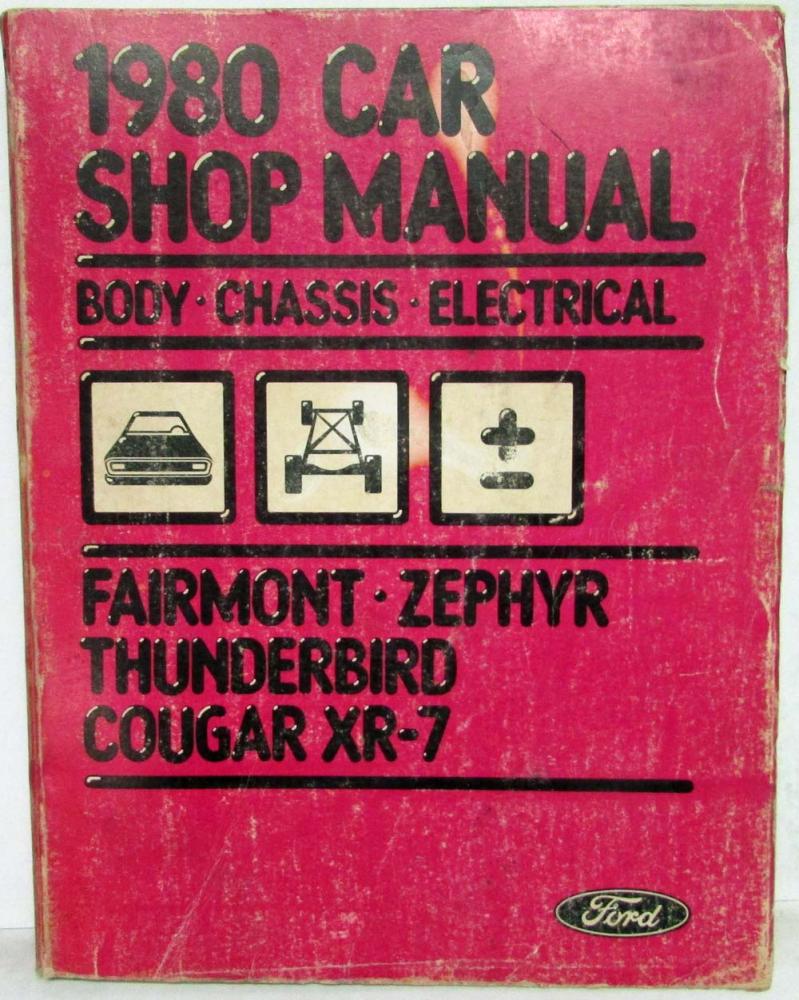 1980 CAR
SHOP MANUAL
BODY · CHASSIS · ELECTRICAL
FAIRMONT · ZEPHYR
THUNDERBIRD
COUGAR XR-7
Ford